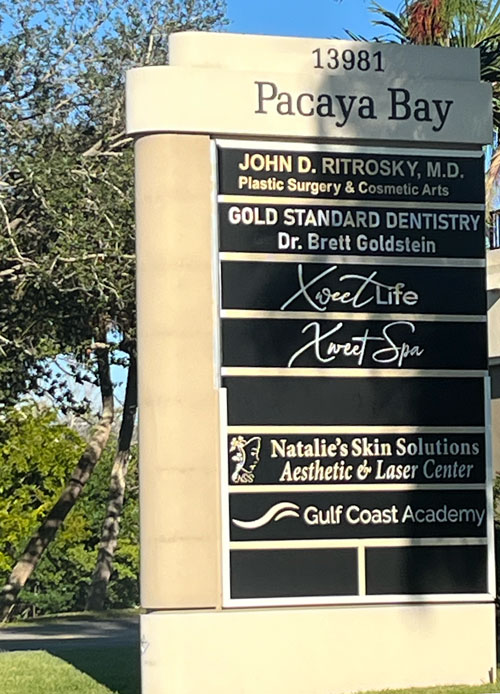 13981
Pacaya Bay
JOHN D. RITROSKY, M.D.
Plastic Surgery & Cosmetic Arts
GOLD STANDARD DENTISTRY
Dr. Brett Goldstein
Xweet Life
Xweet Spa
Natalie's Skin Solutions
Aesthetic & Laser Center
NSS
Gulf Coast Academy